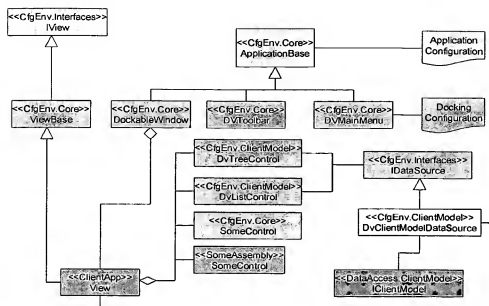 <<CfgEnv.Interfaces>>
IView
<<CfgEnv.Core>>
ApplicationBase
Application
Configuration
<<CfgEnv.Core>>
ViewBase
<<CfgEnv.Core>>
DockableWindow
<<CfgEnv.Core>>
DVToolbar
<<CfgEnv.Core>>
DVMainMenu
Docking
Configuration
<<CfgEnv.ClientModel>>
DvTreeControl
<<CfgEnv.Interfaces>>
IDataSource
<<CfgEnv.ClientModel>>
DvListControl
<<CfgEnv.Core>>
SomeControl
<<CfgEnv.ClientModel>>
DvClientModelDataSource
<<SomeAssembly>>
SomeControl
<<ClientApp>>
View
<<DataAccess.ClientModel>>
IClientModel